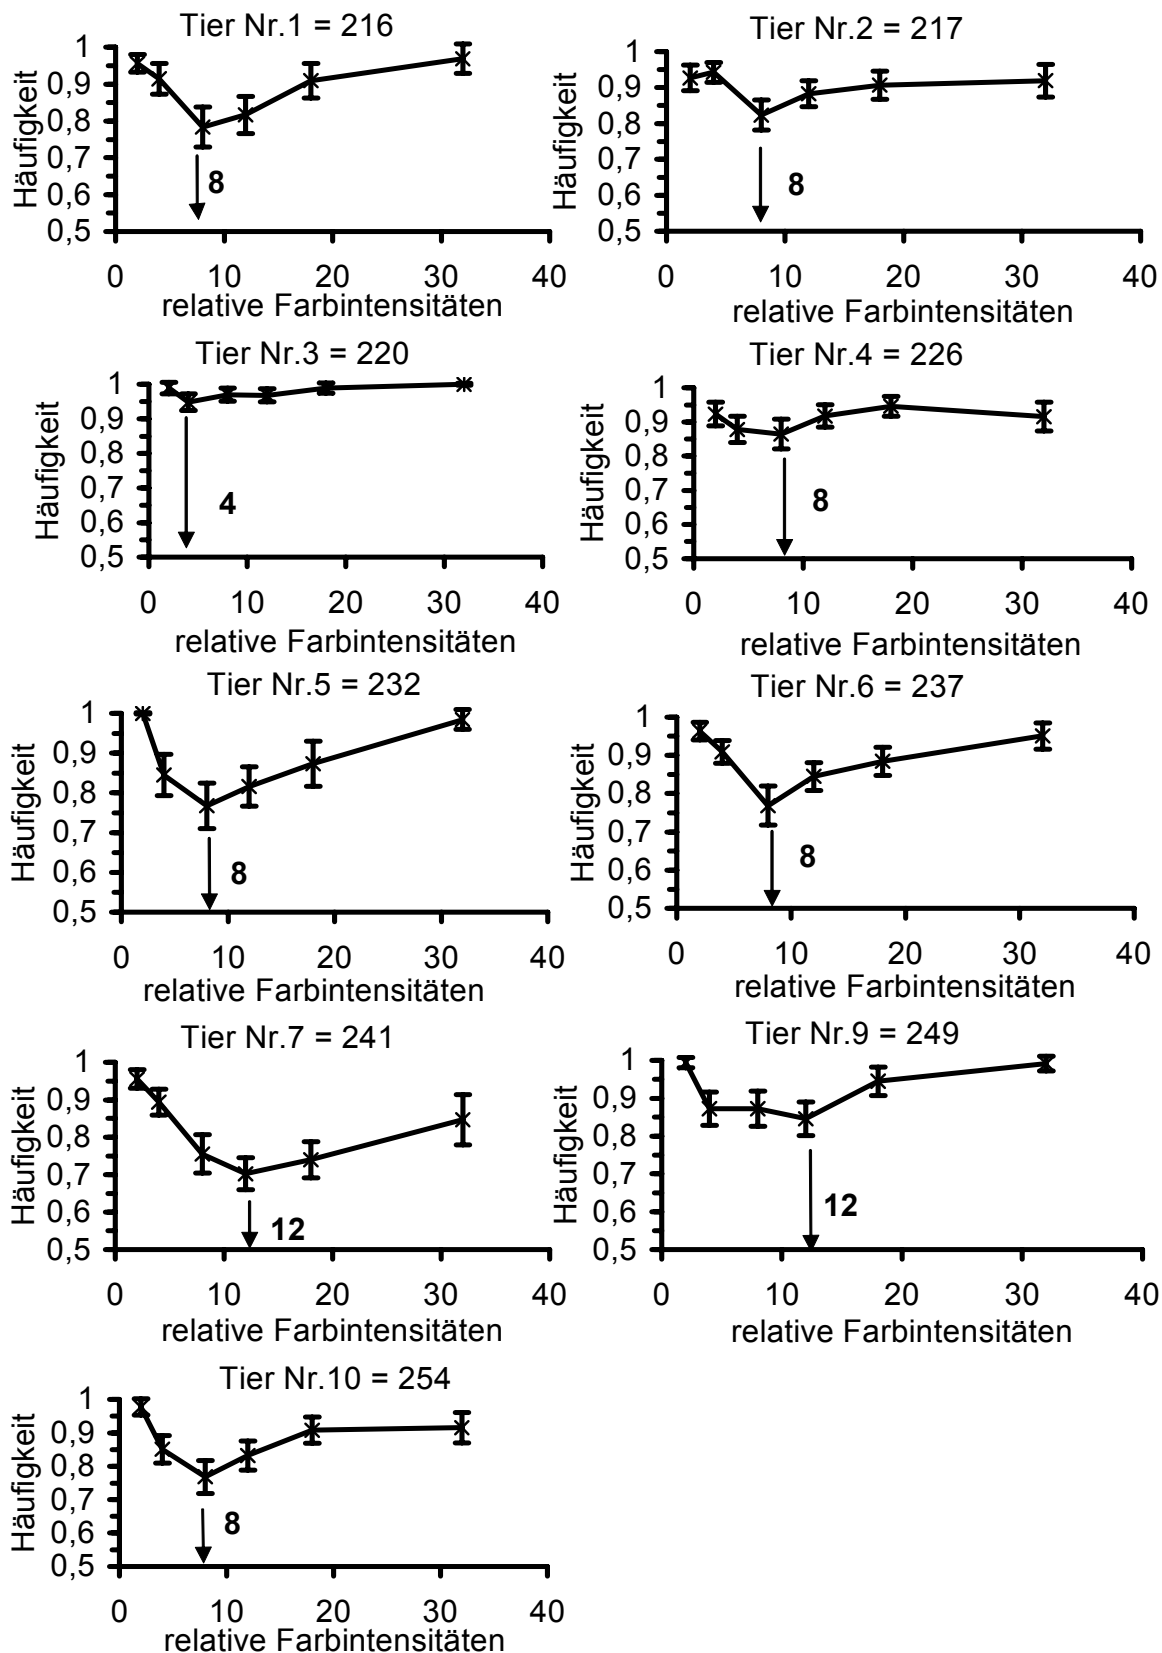 Tier Nr.1 = 216
Häufigkeit
1
0,9
0,8
0,7
0,6
0,5
8
0 10 20 30 40
relative Farbintensitäten
Tier Nr.2 = 217
Häufigkeit
1
0,9
0,8
0,7
0,6
0,5
8
0 10 20 30 40
relative Farbintensitäten
Tier Nr.3 = 220
Häufigkeit
1
0,9
0,8
0,7
0,6
0,5
4
0 10 20 30 40
relative Farbintensitäten
Tier Nr.4 = 226
Häufigkeit
1
0,9
0,8
0,7
0,6
0,5
8
0 10 20 30 40
relative Farbintensitäten
Tier Nr.5 = 232
Häufigkeit
1
0,9
0,8
0,7
0,6
0,5
8
0 10 20 30 40
relative Farbintensitäten
Tier Nr.6 = 237
Häufigkeit
1
0,9
0,8
0,7
0,6
0,5
8
0 10 20 30 40
relative Farbintensitäten
Tier Nr.7 = 241
Häufigkeit
1
0,9
0,8
0,7
0,6
0,5
12
0 10 20 30 40
relative Farbintensitäten
Tier Nr.9 = 249
Häufigkeit
1
0,9
0,8
0,7
0,6
0,5
12
0 10 20 30 40
relative Farbintensitäten
Tier Nr.10 = 254
Häufigkeit
1
0,9
0,8
0,7
0,6
0,5
8
0 10 20 30 40
relative Farbintensitäten